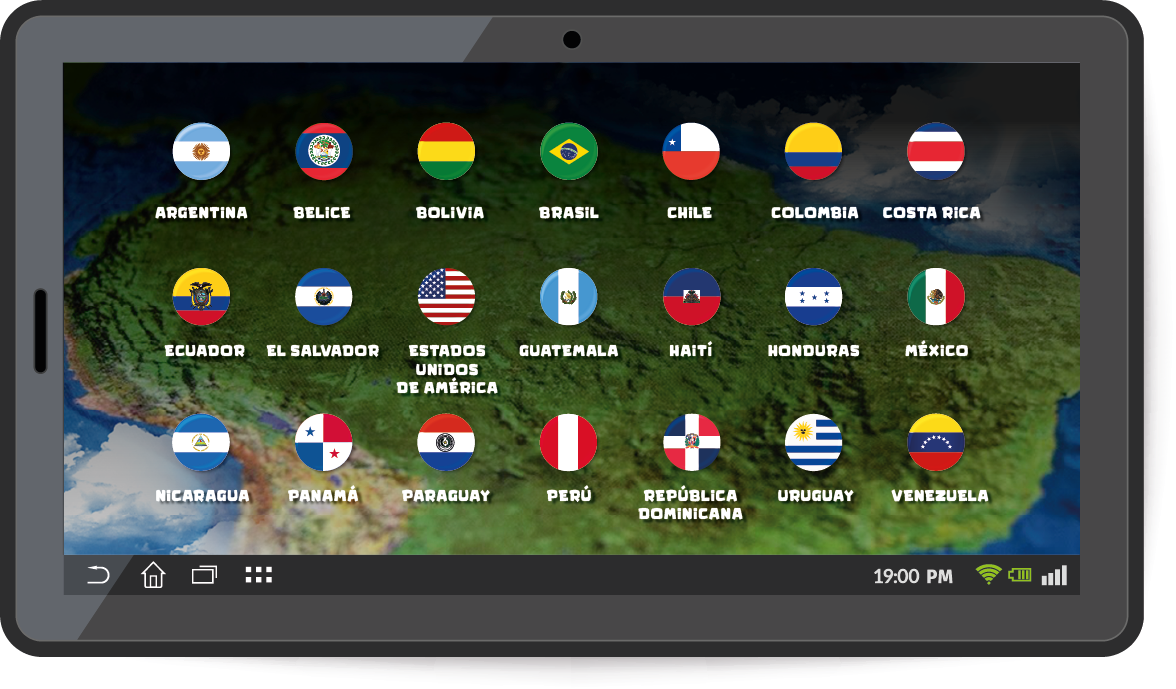 ARGENTINA BELICE BOLIVIA BRASIL CHILE COLOMBIA COSTA RICA
ECUADOR EL SALVADOR ESTADOS GUATEMALA HAITÍ HONDURAS MÉXICO
UNIDOS
DE AMÉRICA
NICARAGUA PANAMÁ PARAGUAY PERÚ REPÚBLICA URUGUAY VENEZUELA
DOMINICANA
19:00 PM